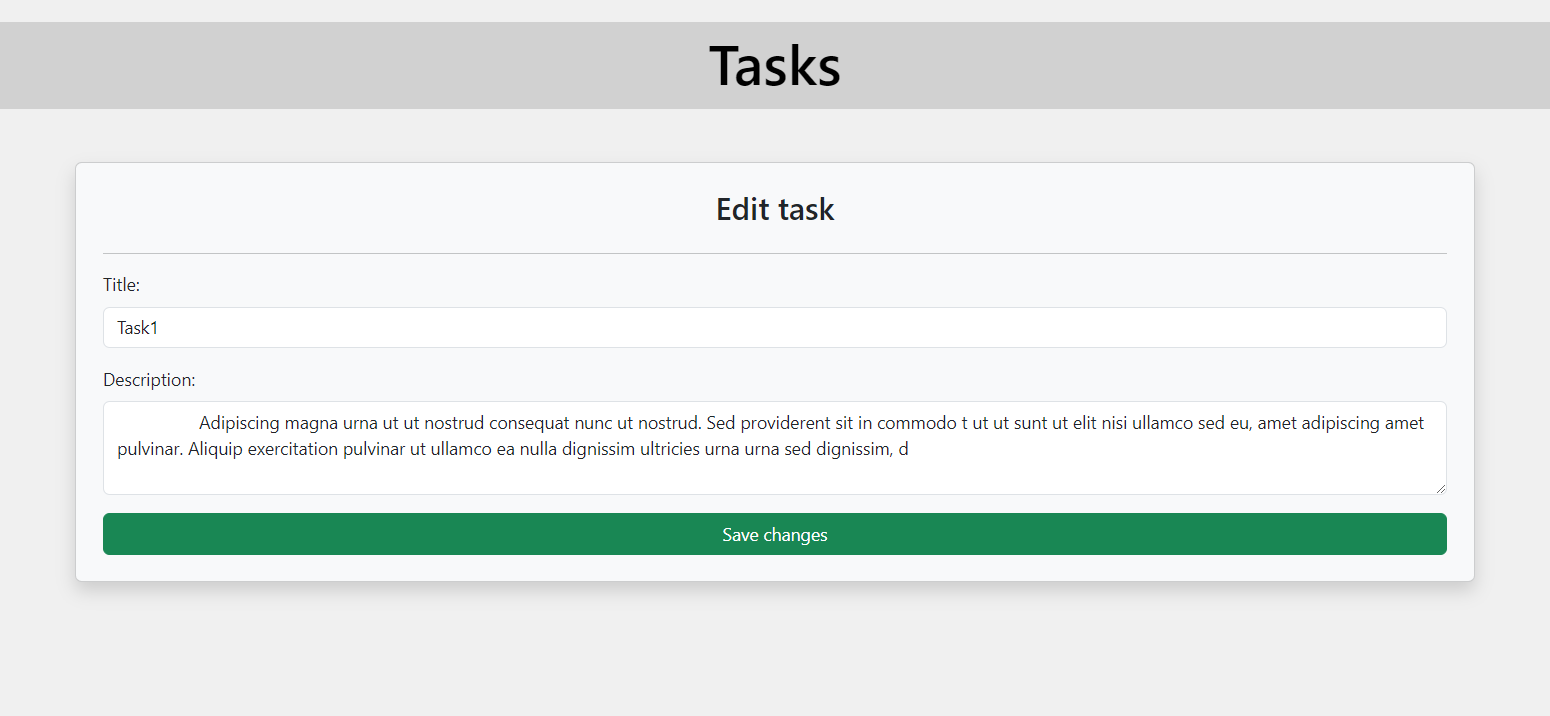 Tasks
Edit task
Title:
Task1
Description:
Adipiscing magna urna ut ut nostrud consequat nunc ut nostrud. Sed providerent sit in commodo t ut ut sunt ut elit nisi ullamco sed eu, amet adipiscing amet
pulvinar. Aliquip exercitation pulvinar ut ullamco ea nulla dignissim ultricies urna urna sed dignissim, d
Save changes